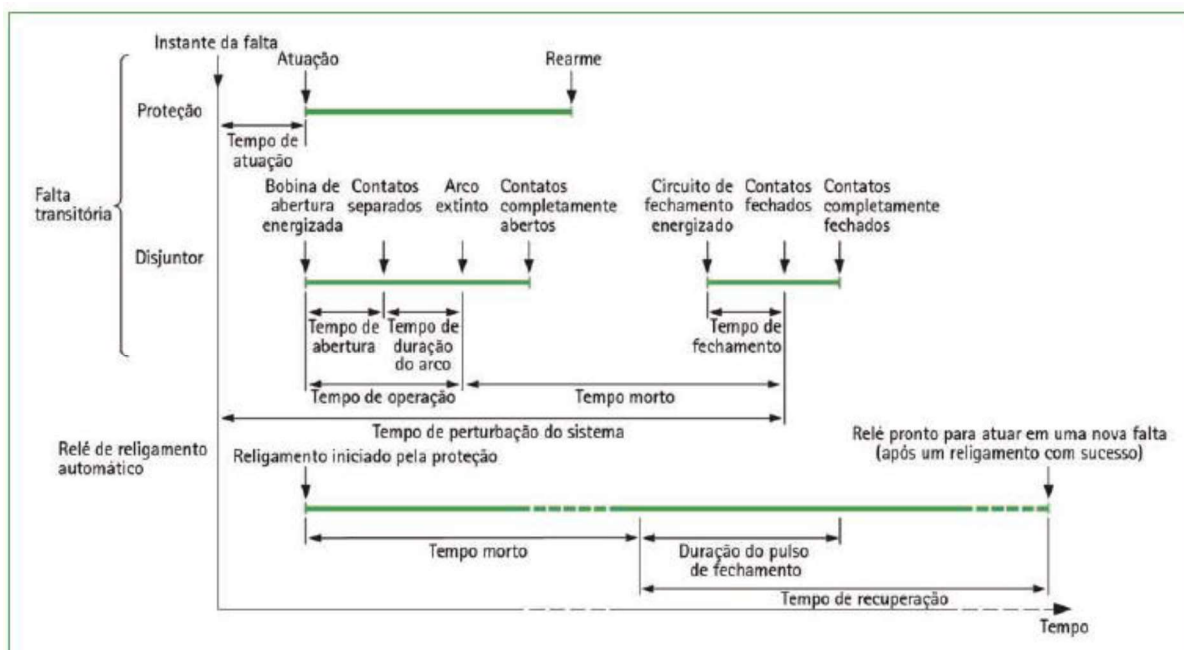 Instante da falta
Atuação
Rearme
Proteção
Tempo de
atuação
Falta
transitória
Bobina de
abertura
energizada
Contatos
separados
Arco
extinto
Contatos
completamente
abertos
Circuito de
fechamento
energizado
Contatos
fechados
Contatos
completamente
fechados
Disjuntor
Tempo de
abertura
Tempo de
duração
do arco
Tempo de
fechamento
Tempo de operação
Tempo morto
Tempo de perturbação do sistema
Relé de religamento
automático
Religamento iniciado pela proteção
Relé pronto para atuar em uma nova falta
(após um religamento com sucesso)
Tempo morto
Duração do pulso
de fechamento
Tempo de recuperação
Tempo